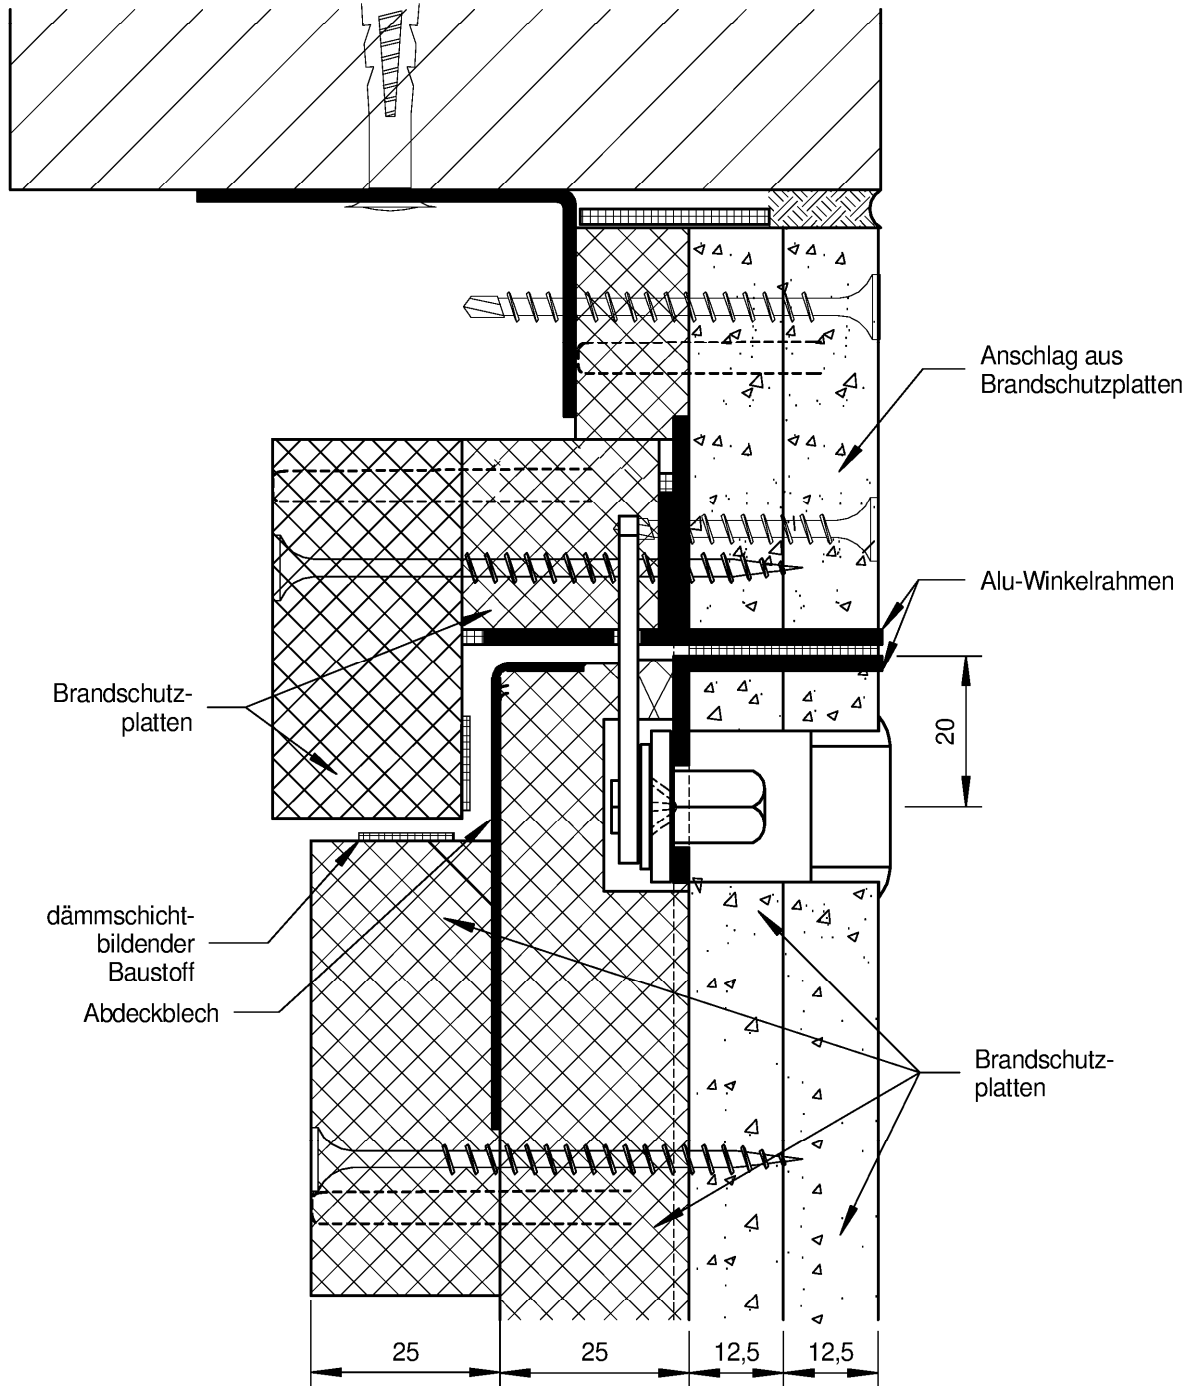 Anschlag aus
Brandschutzplatten
Alu-Winkelrahmen
Brandschutz-
platten
20
dämmschicht-
bildender
Baustoff
Abdeckblech
Brandschutz-
platten
25
25
12,5
12,5